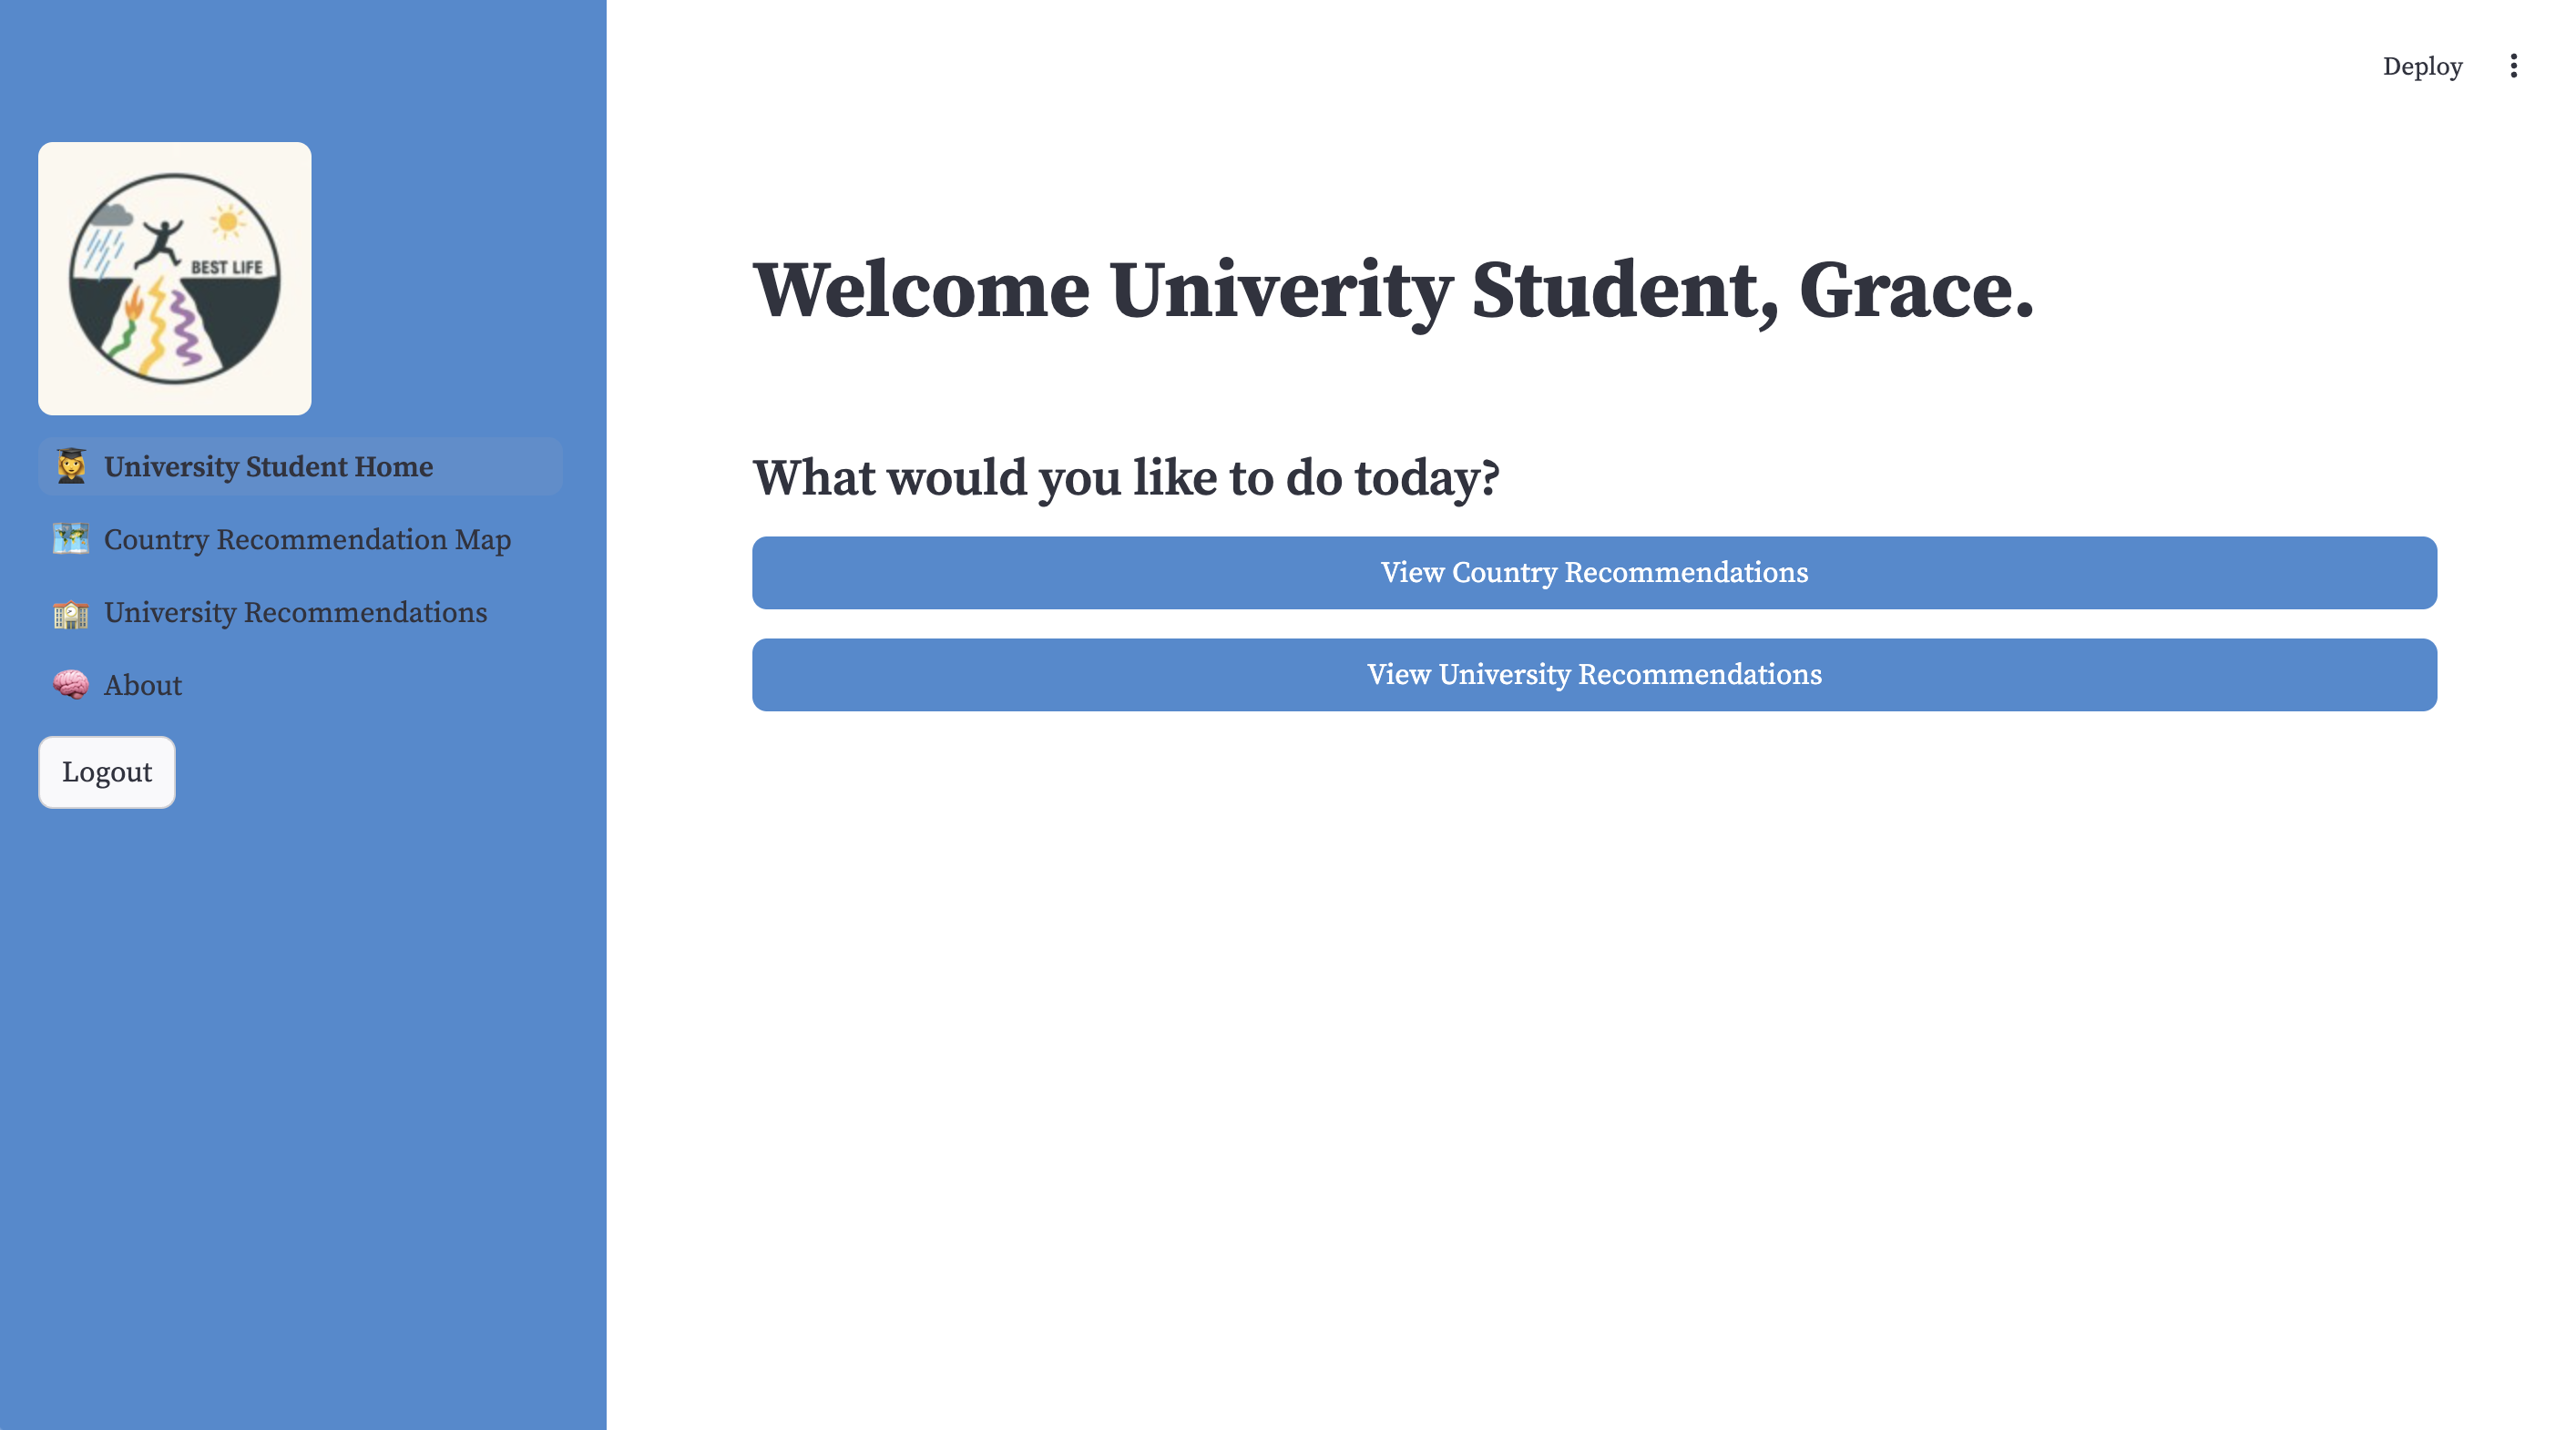 Deploy
BEST LIFE
University Student Home
Country Recommendation Map
University Recommendations
About
Logout
Welcome Univerity Student, Grace.
What would you like to do today?
View Country Recommendations
View University Recommendations